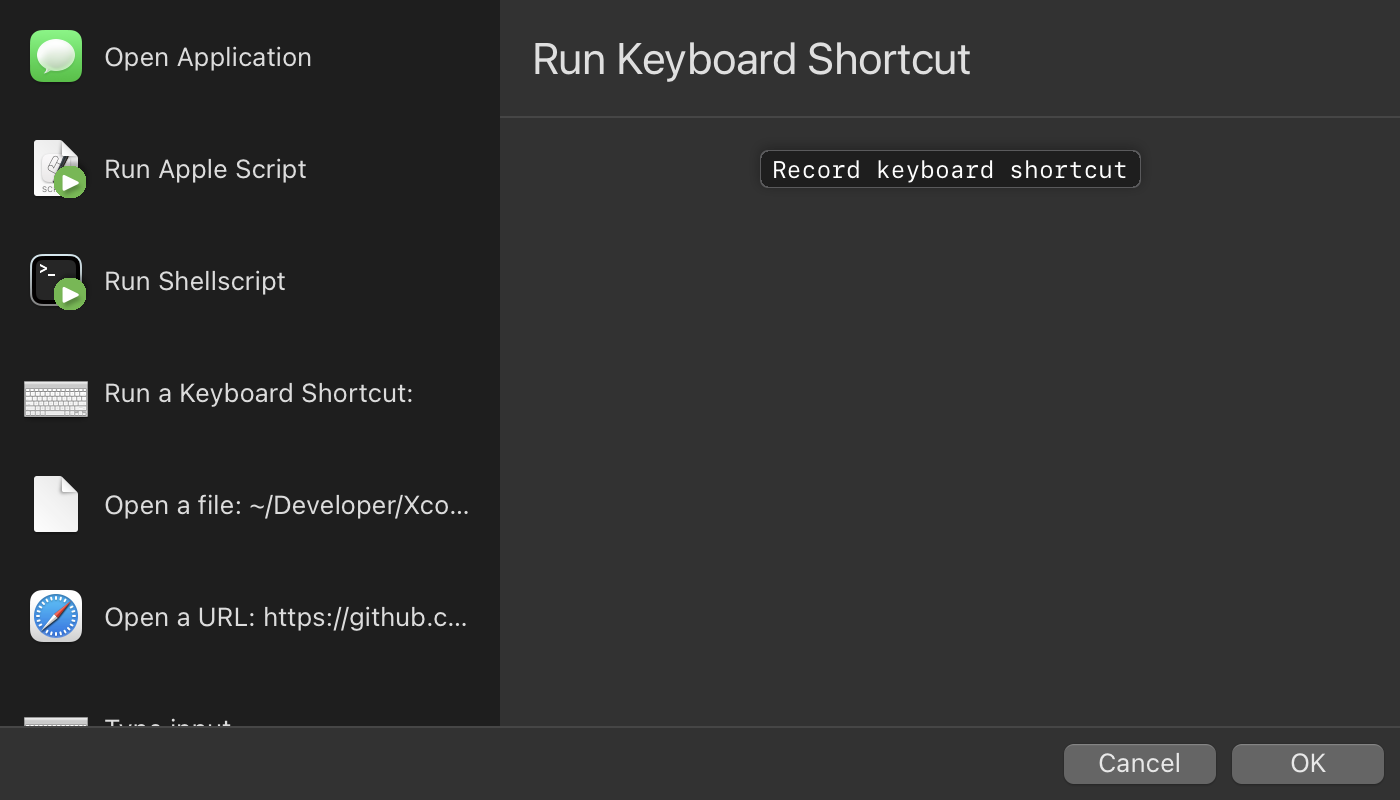 Open Application
Run Apple Script
Run Shellscript
>_
Run a Keyboard Shortcut:
Open a file: ~/Developer/Xco...
Open a URL: https://github.c...
Type input
Run Keyboard Shortcut
Record keyboard shortcut
Cancel
OK